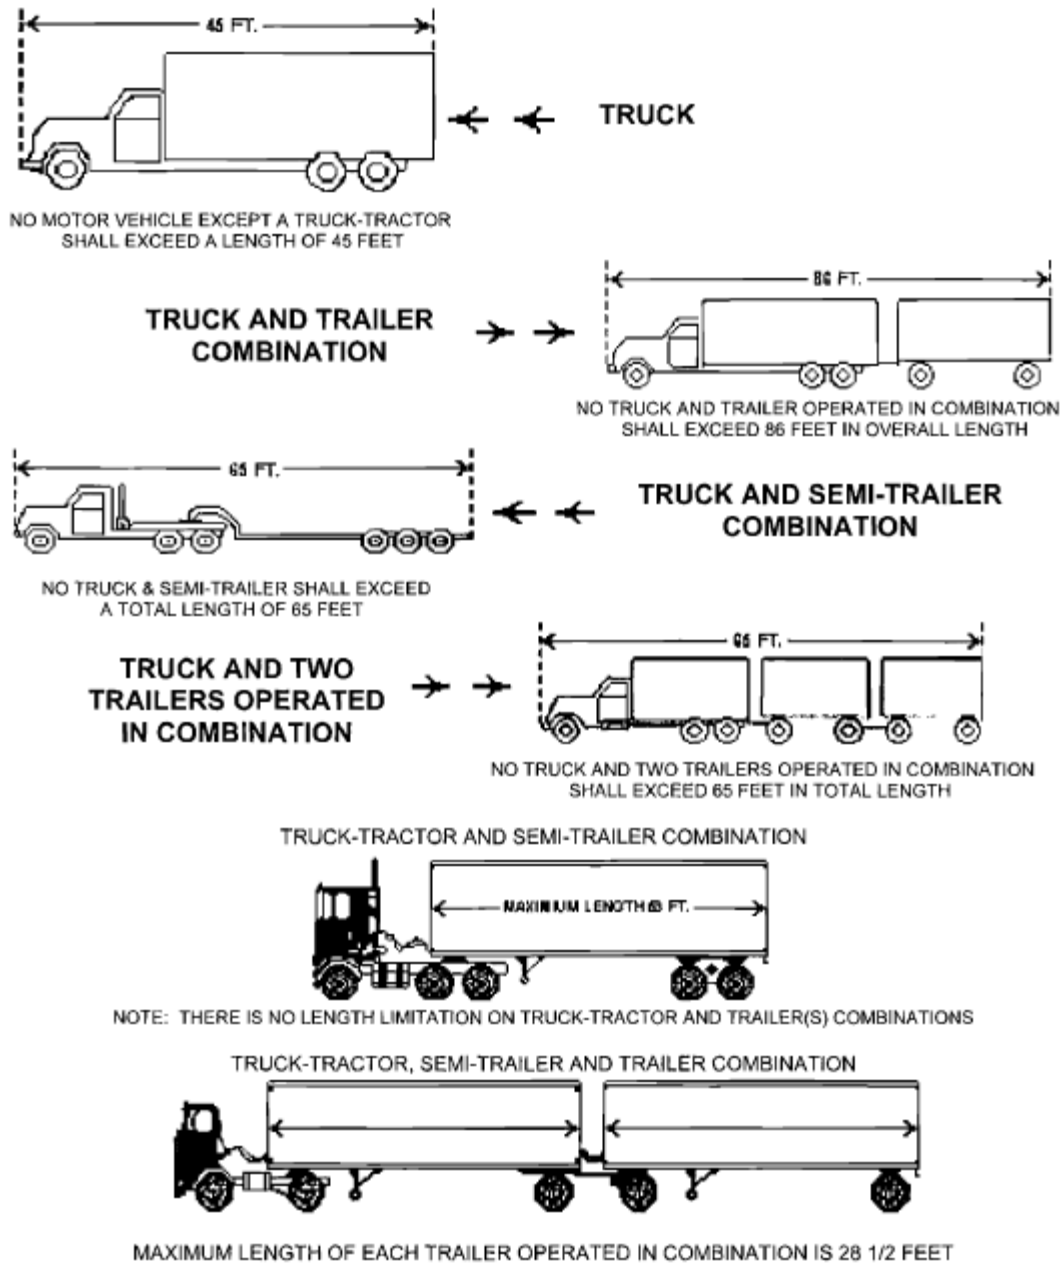 45 FT.
TRUCK
NO MOTOR VEHICLE EXCEPT A TRUCK-TRACTOR
SHALL EXCEED A LENGTH OF 45 FEET
86 FT.
TRUCK AND TRAILER
COMBINATION
NO TRUCK AND TRAILER OPERATED IN COMBINATION
SHALL EXCEED 86 FEET IN OVERALL LENGTH
65 FT.
TRUCK AND SEMI-TRAILER
COMBINATION
NO TRUCK & SEMI-TRAILER SHALL EXCEED
A TOTAL LENGTH OF 65 FEET
65 FT.
TRUCK AND TWO
TRAILERS OPERATED
IN COMBINATION
NO TRUCK AND TWO TRAILERS OPERATED IN COMBINATION
SHALL EXCEED 65 FEET IN TOTAL LENGTH
TRUCK-TRACTOR AND SEMI-TRAILER COMBINATION
MAXIMIUM LENGTH FT.
NOTE: THERE IS NO LENGTH LIMITATION ON TRUCK-TRACTOR AND TRAILER(S) COMBINATIONS
TRUCK-TRACTOR, SEMI-TRAILER AND TRAILER COMBINATION
MAXIMUM LENGTH OF EACH TRAILER OPERATED IN COMBINATION IS 28 1/2 FEET